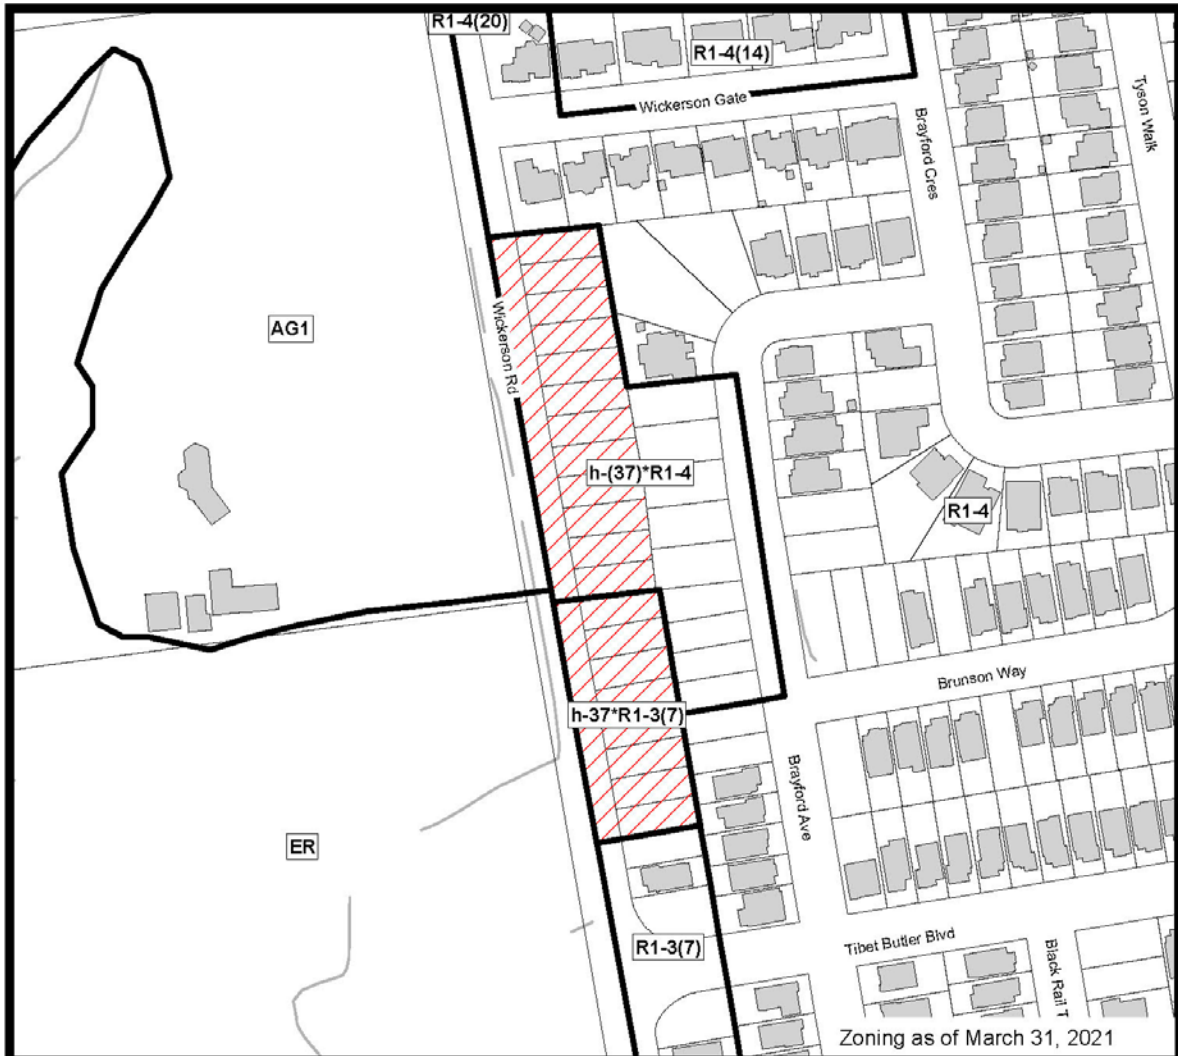 R1-4(20)
R1-4(14)
Wickerson Gate
Tyson Walk
Brayford Cres
Wickerson Rd
AG1
h-(37)*R1-4
R1-4
Brunson Way
h-37*R1-3(7)
Brayford Ave
ER
Tibet Butler Blvd
R1-3(7)
Black Rail T
Zoning as of March 31, 2021